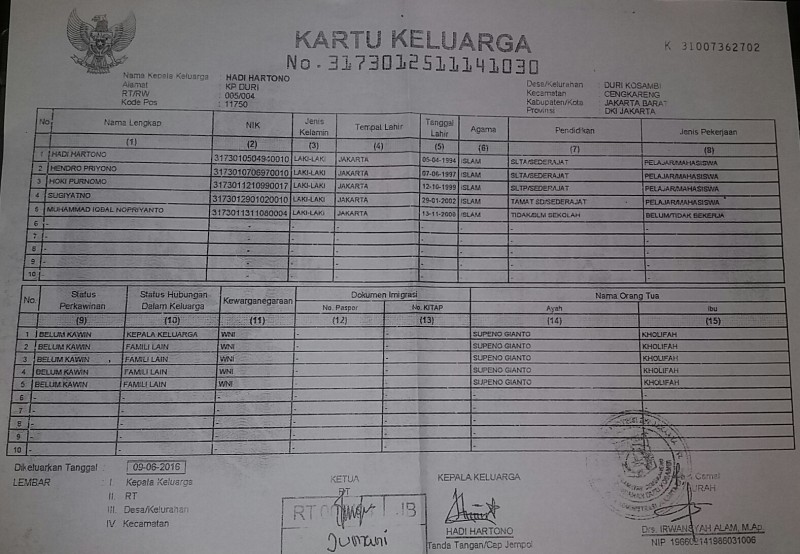 KARTU KELUARGA
No. 3173012511141030
K 31007362702
Nama Kepala Keluarga : HADI HARTONO
Alamat : KP DURI
RT/RW : 005/004
Kode Pos : 11750
Desa/Kelurahan : DURI KOSAMBI
Kecamatan : CENGKARENG
Kabupaten/Kota : JAKARTA BARAT
Provinsi : DKI JAKARTA
No. Nama Lengkap NIK Jenis Kelamin Tempat Lahir Tanggal Lahir Agama Pendidikan Jenis Pekerjaan
(1) (2) (3) (4) (5) (6) (7) (8)
1 HADI HARTONO 3173010504940010 LAKI-LAKI JAKARTA 05-04-1994 ISLAM SLTA/SEDERAJAT PELAJAR/MAHASISWA
2 HENDRO PRIYONO 3173010706970010 LAKI-LAKI JAKARTA 07-06-1997 ISLAM SLTA/SEDERAJAT PELAJAR/MAHASISWA
3 HOKI PURNOMO 3173011210990017 LAKI-LAKI JAKARTA 12-10-1999 ISLAM SLTP/SEDERAJAT PELAJAR/MAHASISWA
4 SUGIYATNO 3173012901020010 LAKI-LAKI JAKARTA 29-01-2002 ISLAM TAMAT SD/SEDERAJAT PELAJAR/MAHASISWA
5 MUHAMMAD IQBAL NOPRIYANTO LAKI-LAKI JAKARTA ISLAM TIDAK/BLM SEKOLAH BELUM/TIDAK BEKERJA
6 - - - - - - - -
7 - - - - - - - -
8 - - - - - - - -
9 - - - - - - - -
10 - - - - - - - -
No. Status Perkawinan Status Hubungan Dalam Keluarga Kewarganegaraan Dokumen Imigrasi Nama Orang Tua
No. Paspor No. KITAP Ayah Ibu
(9) (10) (11) (12) (13) (14) (15)
1 BELUM KAWIN KEPALA KELUARGA WNI - - SUPENO GIANTO KHOLIFAH
2 BELUM KAWIN FAMILI LAIN WNI - - SUPENO GIANTO KHOLIFAH
3 BELUM KAWIN FAMILI LAIN WNI - - SUPENO GIANTO KHOLIFAH
4 BELUM KAWIN FAMILI LAIN WNI - - SUPENO GIANTO KHOLIFAH
5 BELUM KAWIN FAMILI LAIN WNI - - SUPENO GIANTO KHOLIFAH
6 - - - - - - -
7 - - - - - - -
8 - - - - - - -
9 - - - - - - -
10 - - - - - - -
Dikeluarkan Tanggal : 09-06-2016
LEMBAR : I. Kepala Keluarga
II. RT
III. Desa/Kelurahan
IV. Kecamatan
KETUA
RT
RT
Jumani
KEPALA KELUARGA
HADI HARTONO
Tanda Tangan/Cap Jempol
Camat
LURAH
Drs. IRWANSYAH ALAM, M.Ap.
NIP 196602141986031006